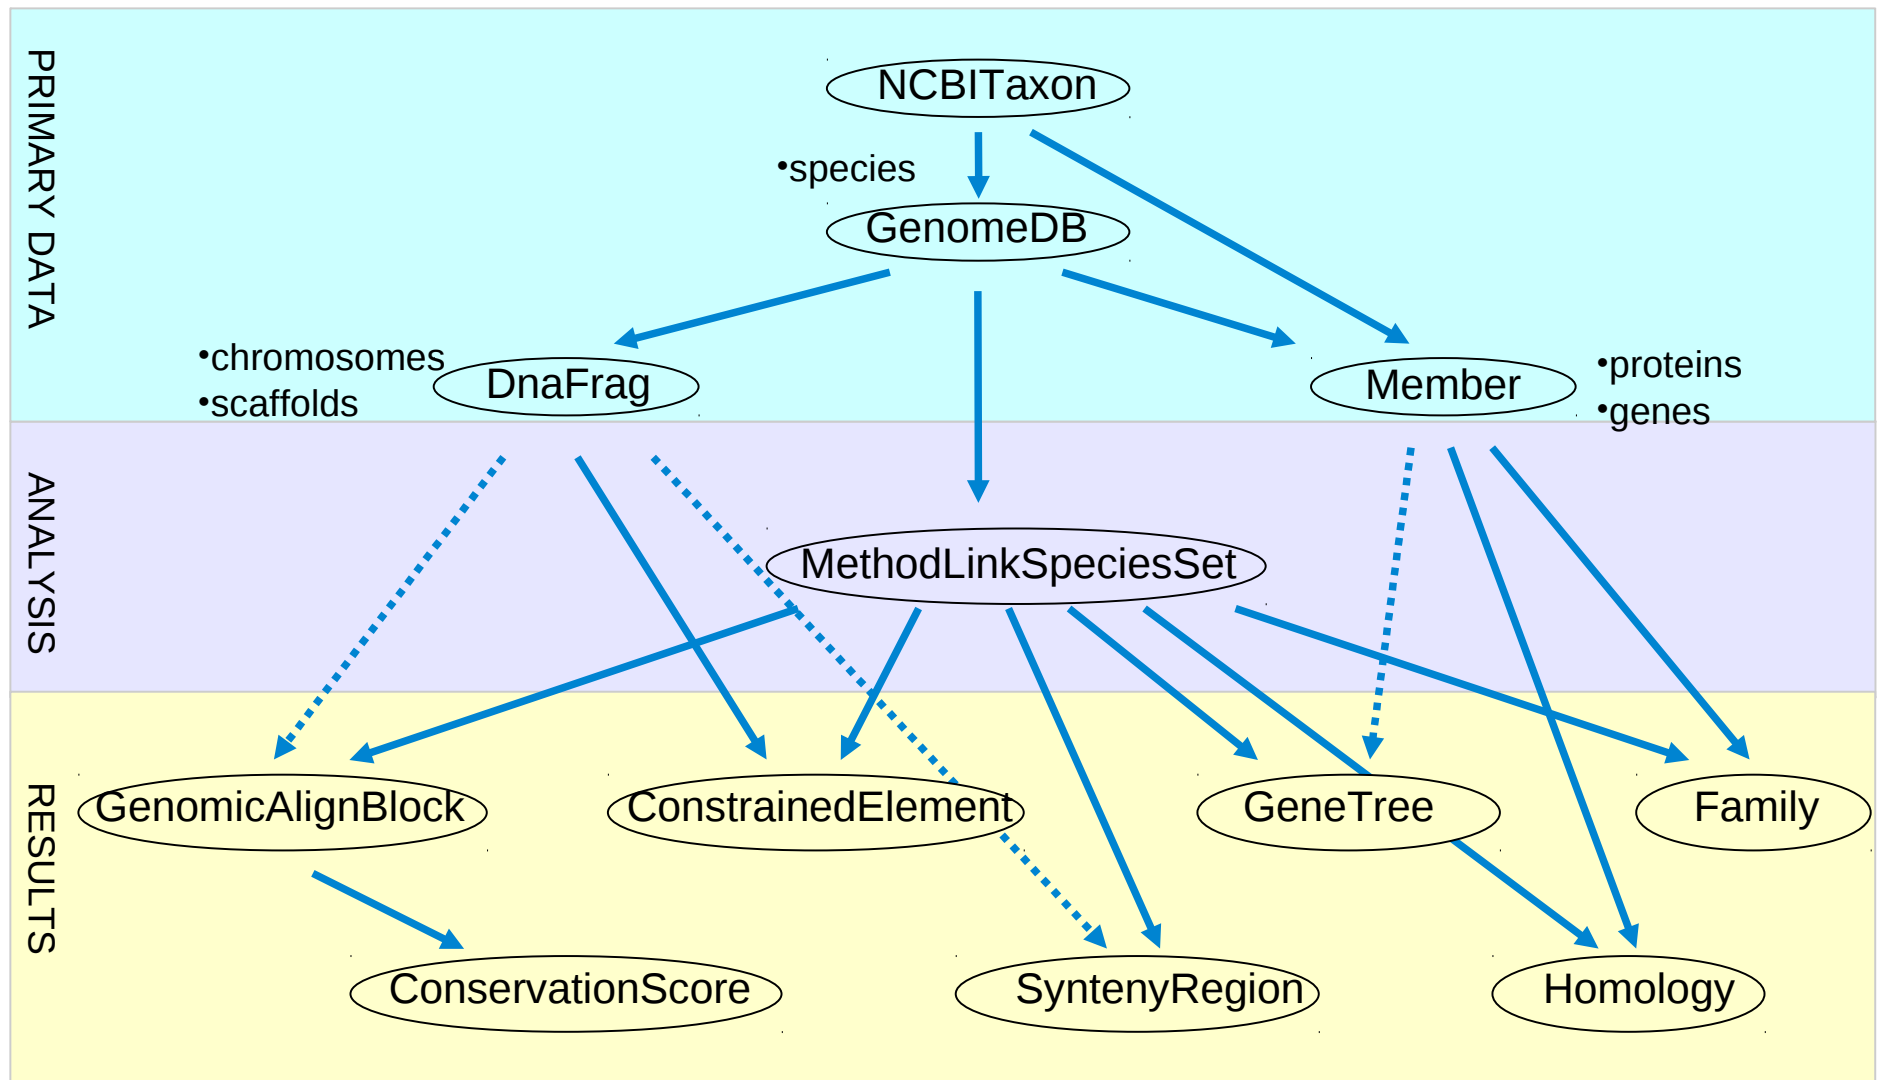 PRIMARY DATA
NCBITaxon
•species
GenomeDB
•chromosomes
•scaffolds
DnaFrag
Member
•proteins
•genes
ANALYSIS
MethodLinkSpeciesSet
RESULTS
GenomicAlignBlock
ConstrainedElement
GeneTree
Family
ConservationScore
SyntenyRegion
Homology